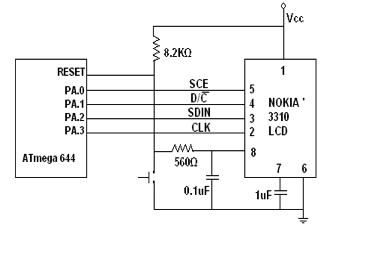 Vcc
8.2KΩ
1
RESET
SCE
PA.0
5
D/C̅
NOKIA '
PA.1
4
SDIN
3310
PA.2
3
CLK
LCD
PA.3
2
8
ATmega 644
560Ω
7 6
0.1uF
1uF